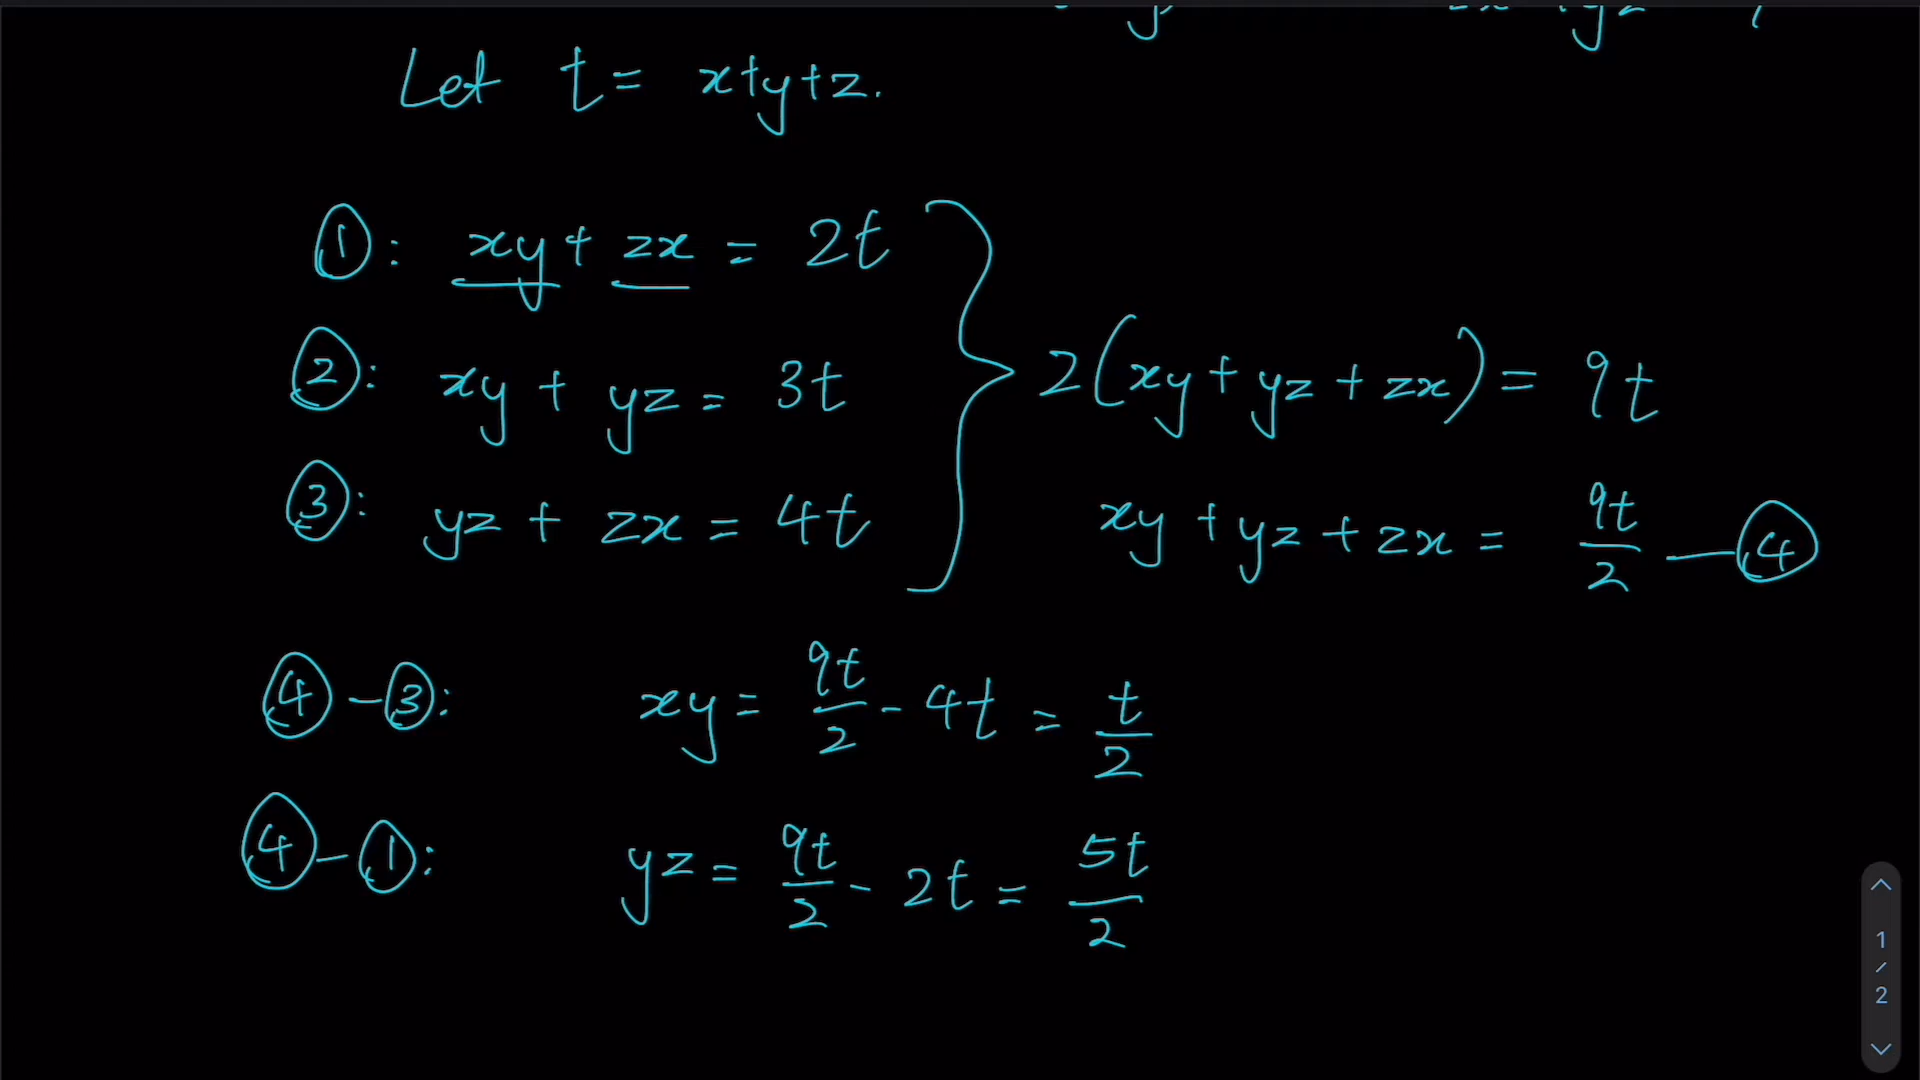 Let t = x+y+z.
①: xy + zx = 2t
②: xy + yz = 3t
③: yz + zx = 4t
2(xy + yz + zx) = 9t
xy + yz + zx = 9t/2 — ④
④ - ③: xy = 9t/2 - 4t = t/2
④ - ①: yz = 9t/2 - 2t = 5t/2
1
/
2